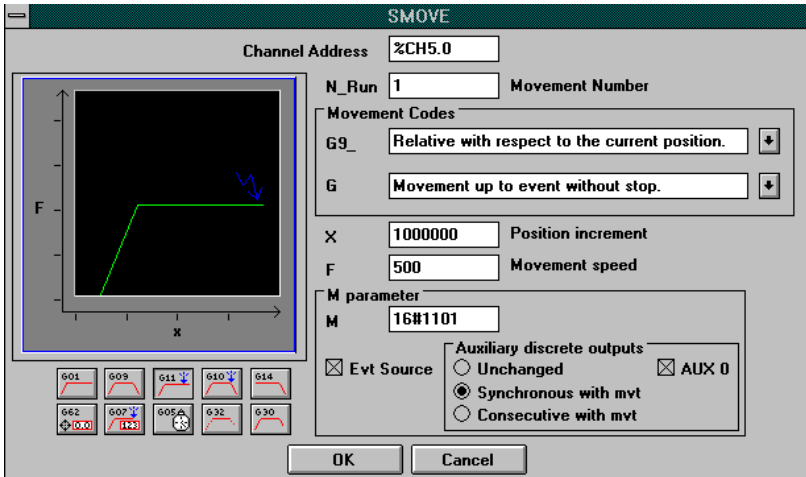 SMOVE
Channel Address %CH5.0
N_Run 1 Movement Number
Movement Codes
G9_ Relative with respect to the current position.
G Movement up to event without stop.
X 1000000 Position increment
F 500 Movement speed
M parameter
M 16#1101
Evt Source
Auxiliary discrete outputs
Unchanged AUX 0
Synchronous with mvt
Consecutive with mvt
F
x
G01 G09 G11 G10 G14
G62 G07 G05 G32 G30
0.0 123
OK Cancel